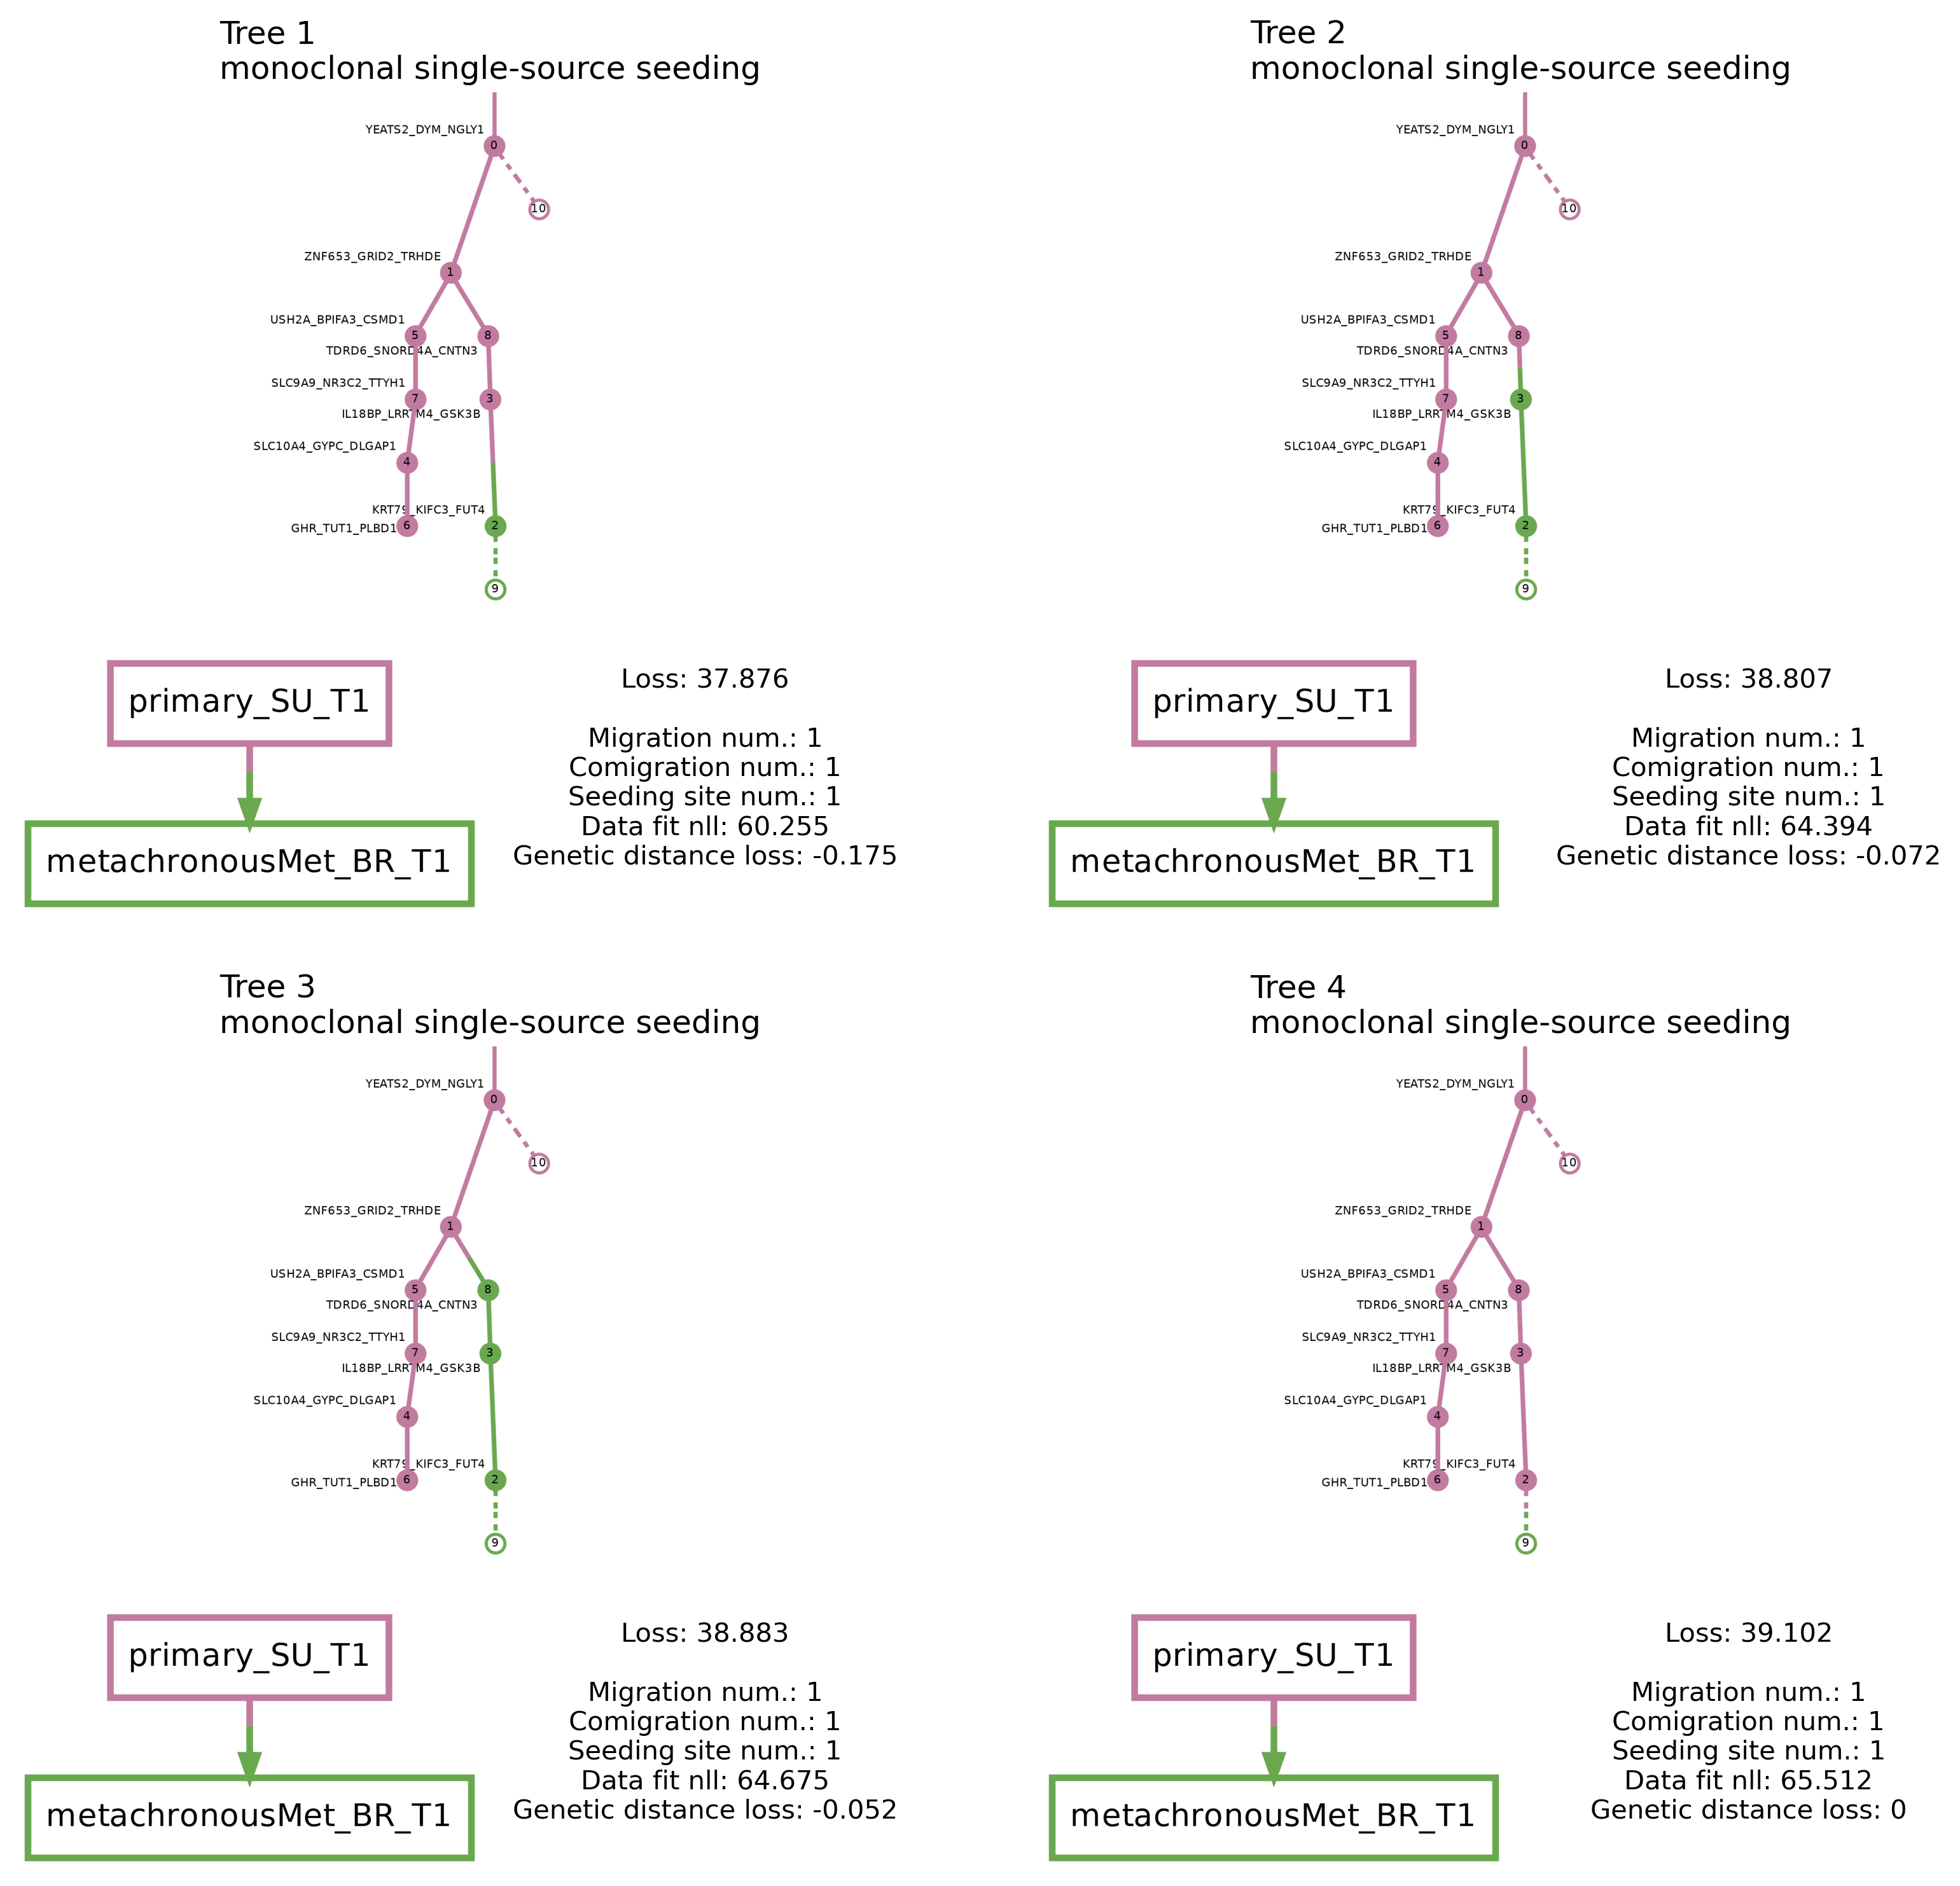 Tree 1
monoclonal single-source seeding
YEATS2_DYM_NGLY1
0
10
ZNF653_GRID2_TRHDE
1
USH2A_BPIFA3_CSMD1
5
8
TDRD6_SNORD4A_CNTN3
SLC9A9_NR3C2_TTYH1
7
3
IL18BP_LRRTM4_GSK3B
SLC10A4_GYPC_DLGAP1
4
KRT79_KIFC3_FUT4
2
GHR_TUT1_PLBD1
6
9
primary_SU_T1
metachronousMet_BR_T1
Loss: 37.876
Migration num.: 1
Comigration num.: 1
Seeding site num.: 1
Data fit nll: 60.255
Genetic distance loss: -0.175
Tree 2
monoclonal single-source seeding
YEATS2_DYM_NGLY1
0
10
ZNF653_GRID2_TRHDE
1
USH2A_BPIFA3_CSMD1
5
8
TDRD6_SNORD4A_CNTN3
SLC9A9_NR3C2_TTYH1
7
3
IL18BP_LRRTM4_GSK3B
SLC10A4_GYPC_DLGAP1
4
KRT79_KIFC3_FUT4
2
GHR_TUT1_PLBD1
6
9
primary_SU_T1
metachronousMet_BR_T1
Loss: 38.807
Migration num.: 1
Comigration num.: 1
Seeding site num.: 1
Data fit nll: 64.394
Genetic distance loss: -0.072
Tree 3
monoclonal single-source seeding
YEATS2_DYM_NGLY1
0
10
ZNF653_GRID2_TRHDE
1
USH2A_BPIFA3_CSMD1
5
8
TDRD6_SNORD4A_CNTN3
SLC9A9_NR3C2_TTYH1
7
3
IL18BP_LRRTM4_GSK3B
SLC10A4_GYPC_DLGAP1
4
KRT79_KIFC3_FUT4
2
GHR_TUT1_PLBD1
6
9
primary_SU_T1
metachronousMet_BR_T1
Loss: 38.883
Migration num.: 1
Comigration num.: 1
Seeding site num.: 1
Data fit nll: 64.675
Genetic distance loss: -0.052
Tree 4
monoclonal single-source seeding
YEATS2_DYM_NGLY1
0
10
ZNF653_GRID2_TRHDE
1
USH2A_BPIFA3_CSMD1
5
8
TDRD6_SNORD4A_CNTN3
SLC9A9_NR3C2_TTYH1
7
3
IL18BP_LRRTM4_GSK3B
SLC10A4_GYPC_DLGAP1
4
KRT79_KIFC3_FUT4
2
GHR_TUT1_PLBD1
6
9
primary_SU_T1
metachronousMet_BR_T1
Loss: 39.102
Migration num.: 1
Comigration num.: 1
Seeding site num.: 1
Data fit nll: 65.512
Genetic distance loss: 0